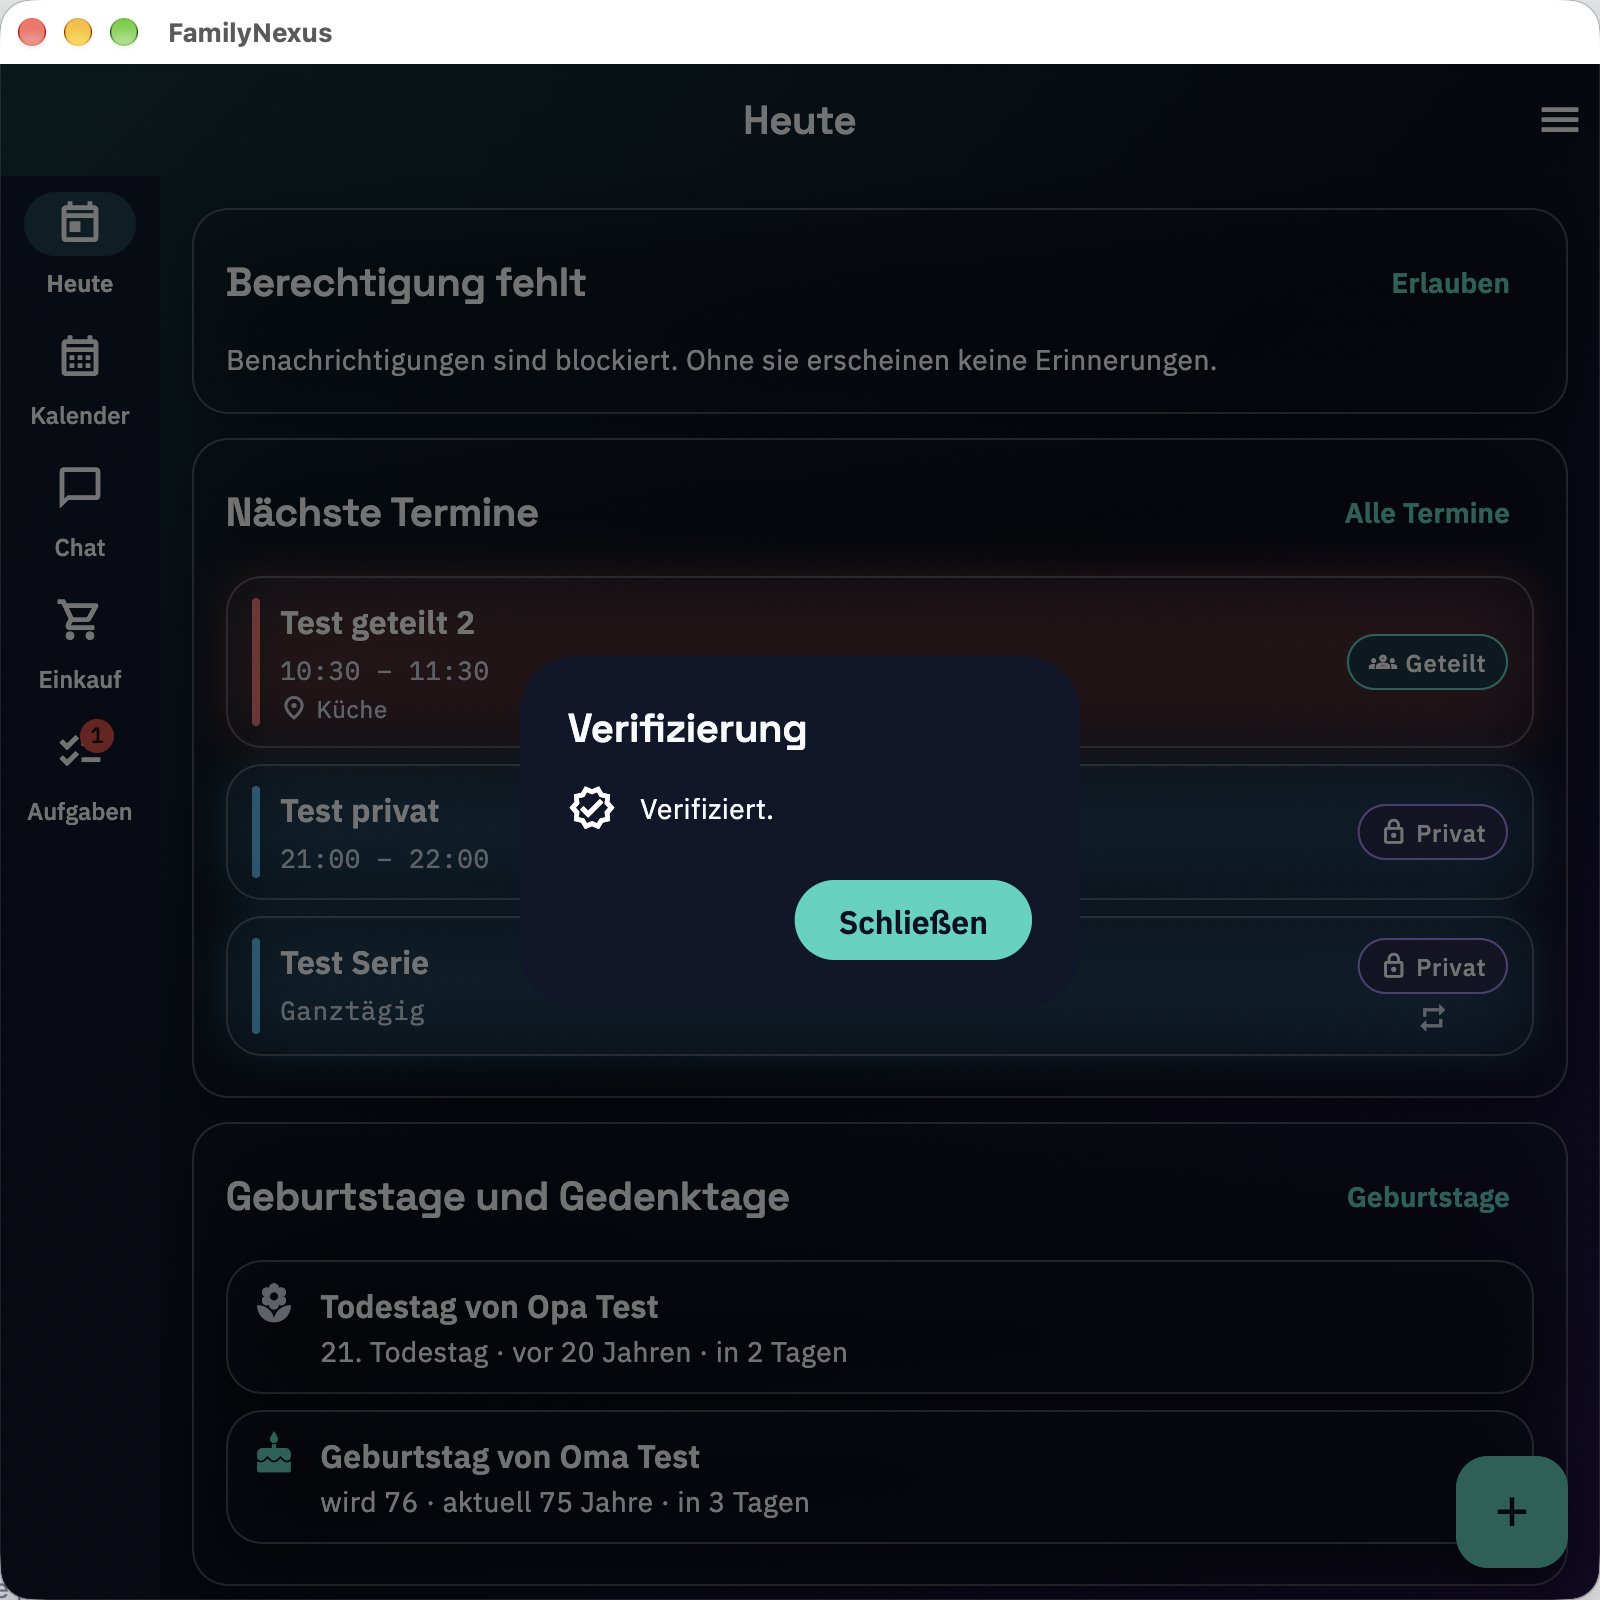 FamilyNexus
Heute
Heute
Kalender
Chat
Einkauf
1
Aufgaben
Berechtigung fehlt
Erlauben
Benachrichtigungen sind blockiert. Ohne sie erscheinen keine Erinnerungen.
Nächste Termine
Alle Termine
Test geteilt 2
10:30 – 11:30
Küche
Geteilt
Test privat
21:00 – 22:00
Privat
Test Serie
Ganztägig
Privat
Verifizierung
Verifiziert.
Schließen
Geburtstage und Gedenktage
Geburtstage
Todestag von Opa Test
21. Todestag · vor 20 Jahren · in 2 Tagen
Geburtstag von Oma Test
wird 76 · aktuell 75 Jahre · in 3 Tagen
+